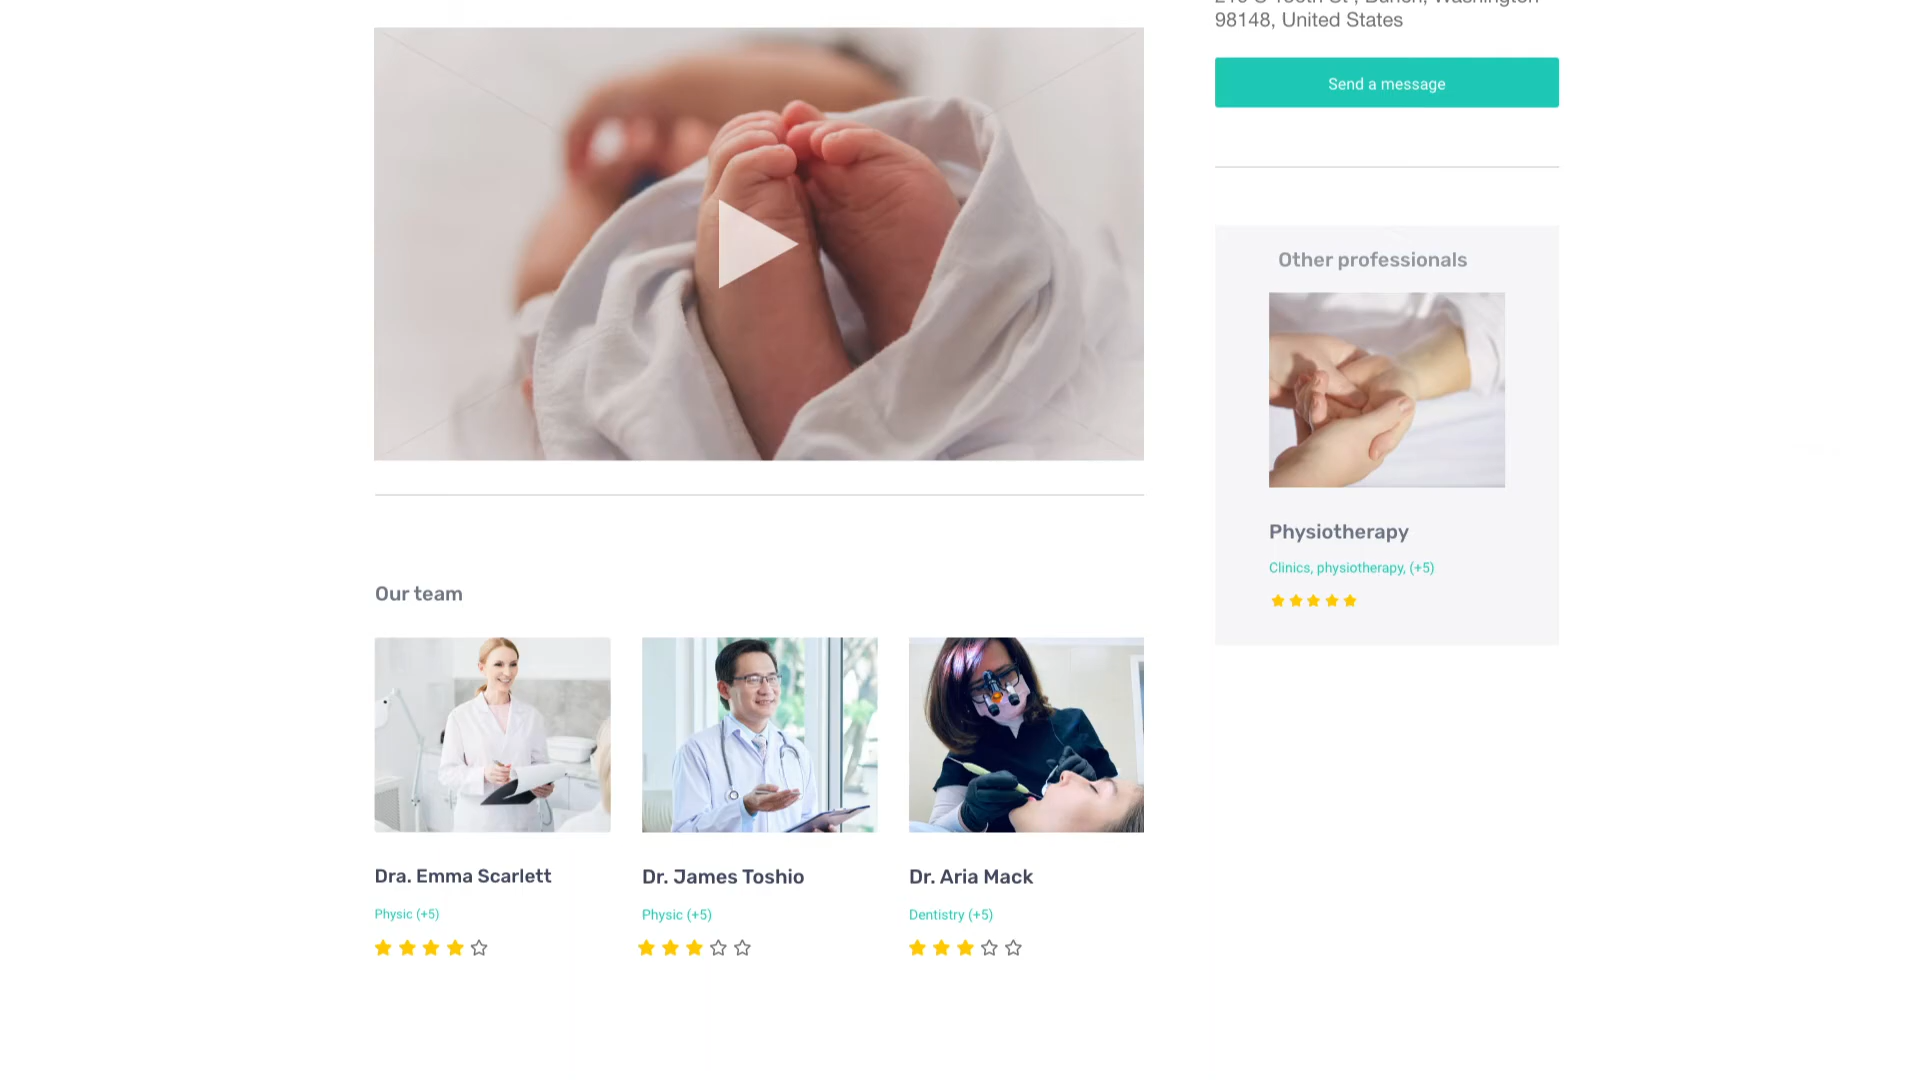 98148, United States
Send a message
Other professionals
Physiotherapy
Clinics, physiotherapy, (+5)
Our team
Dra. Emma Scarlett
Physic (+5)
Dr. James Toshio
Physic (+5)
Dr. Aria Mack
Dentistry (+5)